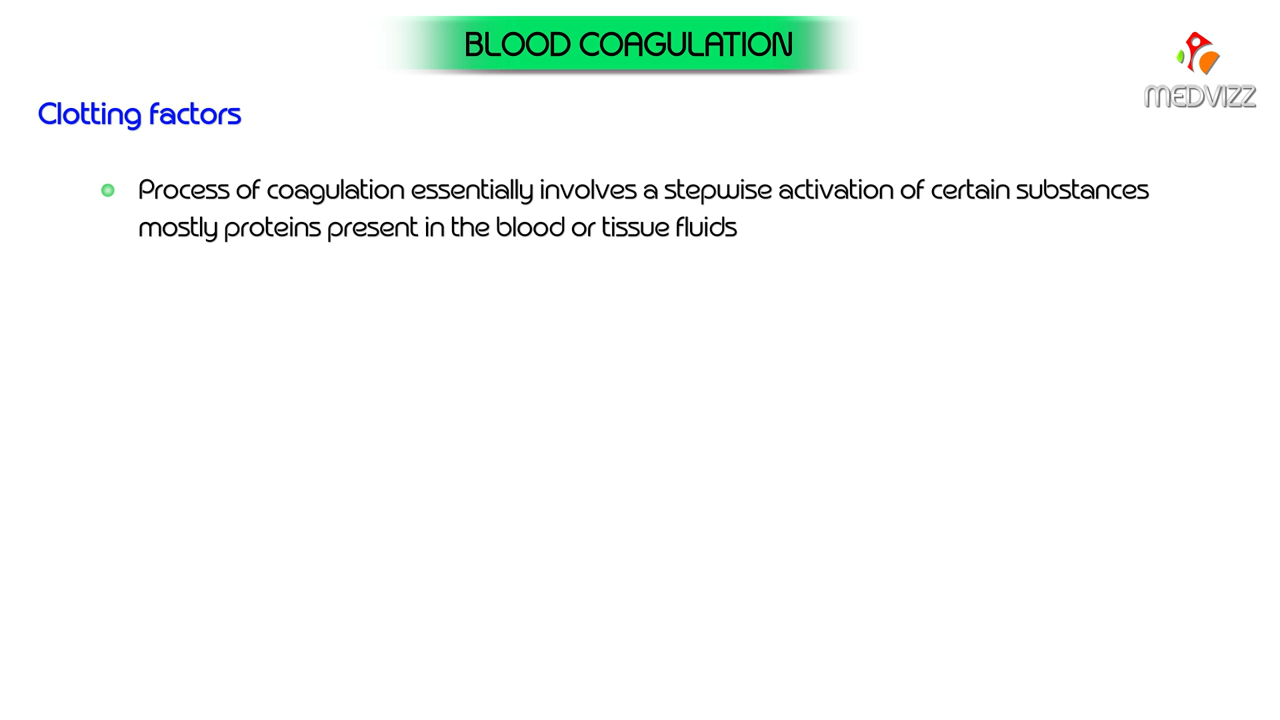 BLOOD COAGULATION
MEDVIZZ
Clotting factors
Process of coagulation essentially involves a stepwise activation of certain substances
mostly proteins present in the blood or tissue fluids